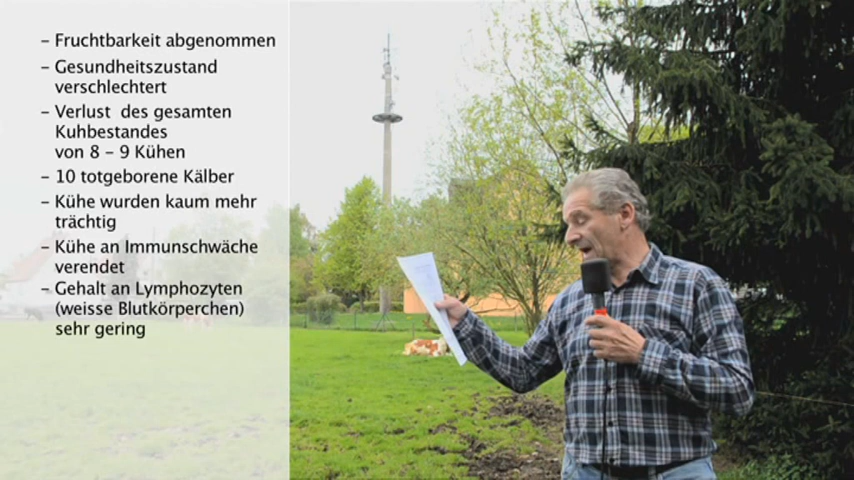 – Fruchtbarkeit abgenommen
– Gesundheitszustand
verschlechtert
– Verlust des gesamten
Kuhbestandes
von 8 – 9 Kühen
– 10 totgeborene Kälber
– Kühe wurden kaum mehr
trächtig
– Kühe an Immunschwäche
verendet
– Gehalt an Lymphozyten
(weisse Blutkörperchen)
sehr gering